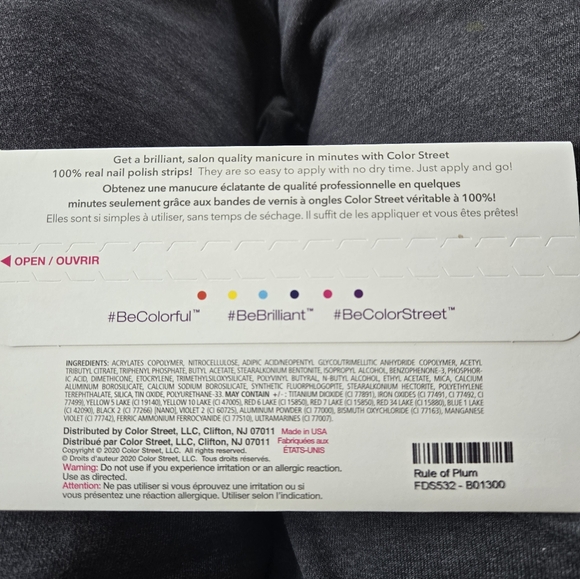 Get a brilliant, salon quality manicure in minutes with Color Street
100% real nail polish strips! They are so easy to apply with no dry time. Just apply and go!
Obtenez une manucure éclatante de qualité professionnelle en quelques
minutes seulement grâce aux bandes de vernis à ongles Color Street véritable à 100%!
Elles sont si simples à utiliser, sans temps de séchage. Il suffit de les appliquer et vous êtes prêtes!
OPEN / OUVRIR
#BeColorful™ #BeBrilliant™ #BeColorStreet™
INGREDIENTS: ACRYLATES COPOLYMER, NITROCELLULOSE, ADIPIC ACID/NEOPENTYL GLYCOL/TRIMELLITIC ANHYDRIDE COPOLYMER, ACETYL
TRIBUTYL CITRATE, TRIPHENYL PHOSPHATE, BUTYL ACETATE, STEARALKONIUM BENTONITE, ISOPROPYL ALCOHOL, BENZOPHENONE-3, PHOSPHOR-
IC ACID, DIMETHICONE, ETOCRYLENE, TRIMETHYLSILOXYSILICATE, POLYVINYL BUTYRAL, N-BUTYL ALCOHOL, ETHYL ACETATE, MICA, CALCIUM
ALUMINUM BOROSILICATE, CALCIUM SODIUM BOROSILICATE, SYNTHETIC FLUORPHLOGOPITE, STEARALKONIUM HECTORITE, POLYETHYLENE
TEREPHTHALATE, SILICA, TIN OXIDE, POLYURETHANE-33. MAY CONTAIN +/- : TITANIUM DIOXIDE (CI 77891), IRON OXIDES (CI 77491, CI 77492, CI
77499), YELLOW 5 LAKE (CI 19140), YELLOW 10 LAKE (CI 47005), RED 6 LAKE (CI 15850), RED 7 LAKE (CI 15850), RED 34 LAKE (CI 15880), BLUE 1 LAKE
(CI 42090), BLACK 2 (CI 77266) [NANO], VIOLET 2 (CI 60725), ALUMINUM POWDER (CI 77000), BISMUTH OXYCHLORIDE (CI 77163), MANGANESE
VIOLET (CI 77742), FERRIC AMMONIUM FERROCYANIDE (CI 77510), ULTRAMARINES (CI 77007).
Distributed by Color Street, LLC, Clifton, NJ 07011 Made in USA
Distribué par Color Street, LLC, Clifton, NJ 07011 Fabriquées aux
Copyright © 2020 Color Street, LLC. All rights reserved. ÉTATS-UNIS
© Droits d'auteur 2020 Color Street, LLC. Tous droits réservés.
Warning: Do not use if you experience irritation or an allergic reaction.
Use as directed.
Attention: Ne pas utiliser si vous éprouvez une irritation ou si
vous présentez une réaction allergique. Utiliser selon l'indication.
Rule of Plum
FDS532 - B01300